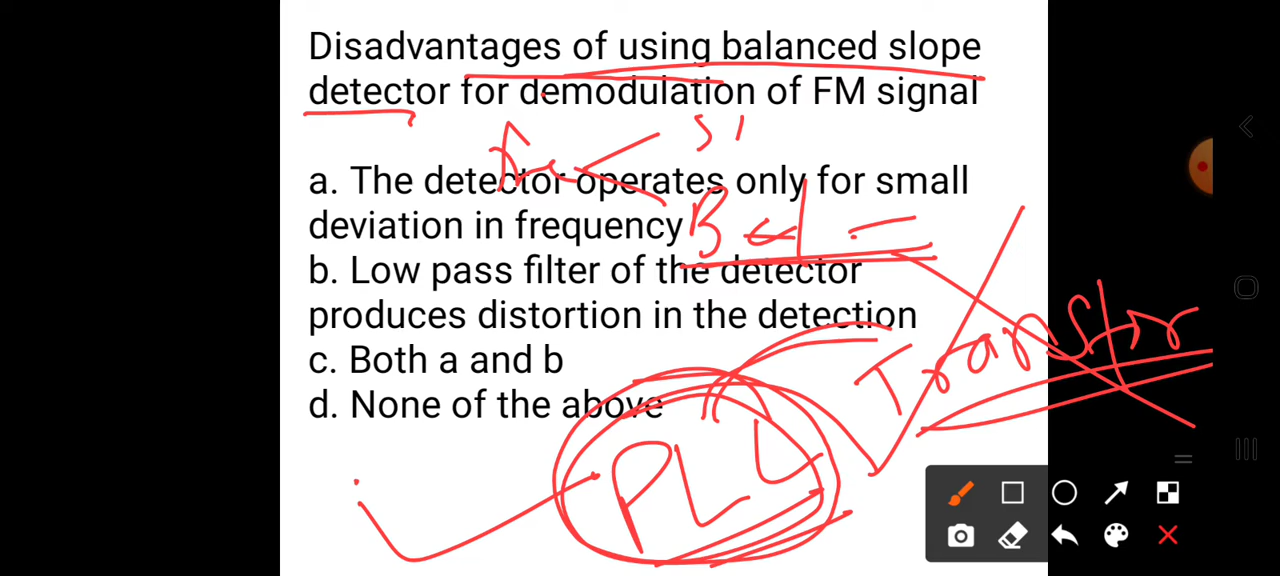 Disadvantages of using balanced slope
detector for demodulation of FM signal
a. The detector operates only for small
deviation in frequency
b. Low pass filter of the detector
produces distortion in the detection
c. Both a and b
d. None of the above
PLL